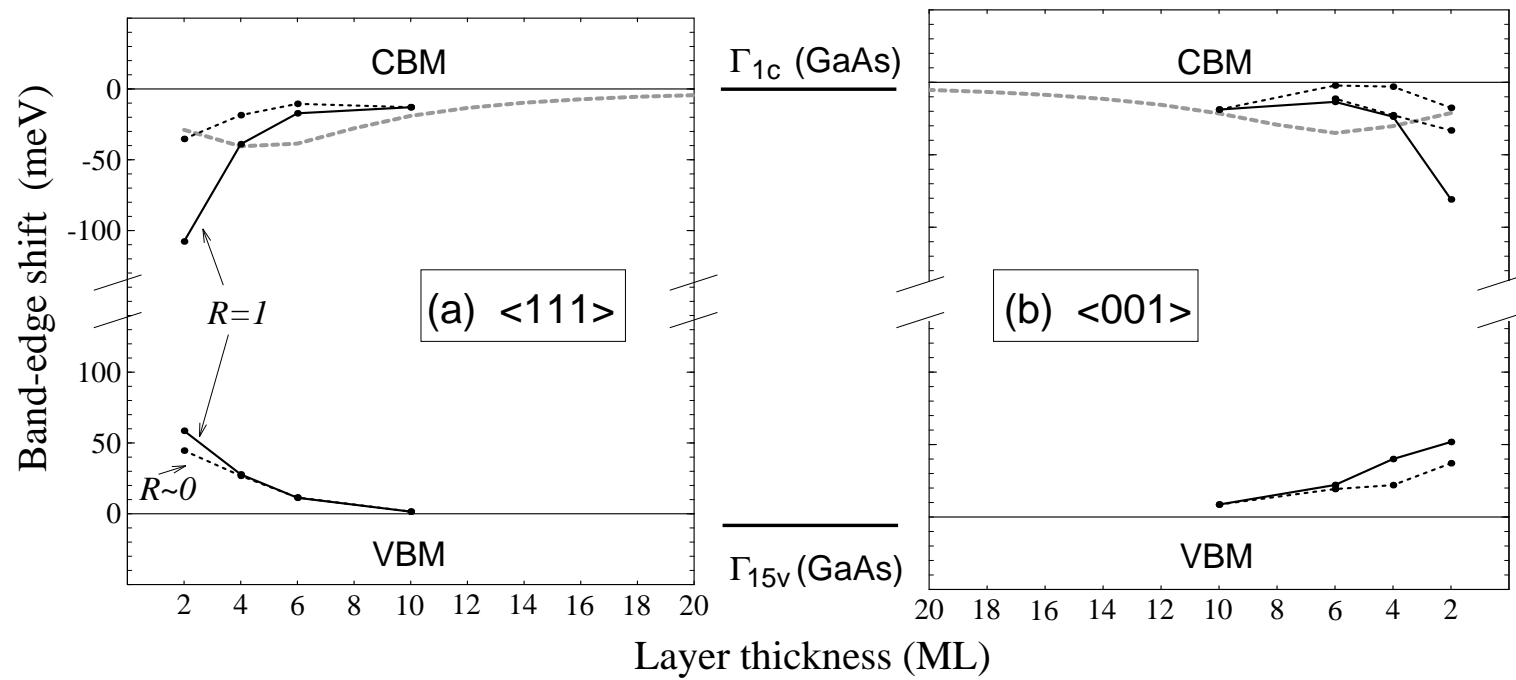 Band-edge shift (meV)
CBM
0
-50
-100
R=1
(a) <111>
100
50
R~0
0
VBM
2 4 6 8 10 12 14 16 18 20
Γ1c (GaAs)
Γ15v (GaAs)
CBM
(b) <001>
VBM
20 18 16 14 12 10 8 6 4 2
Layer thickness (ML)